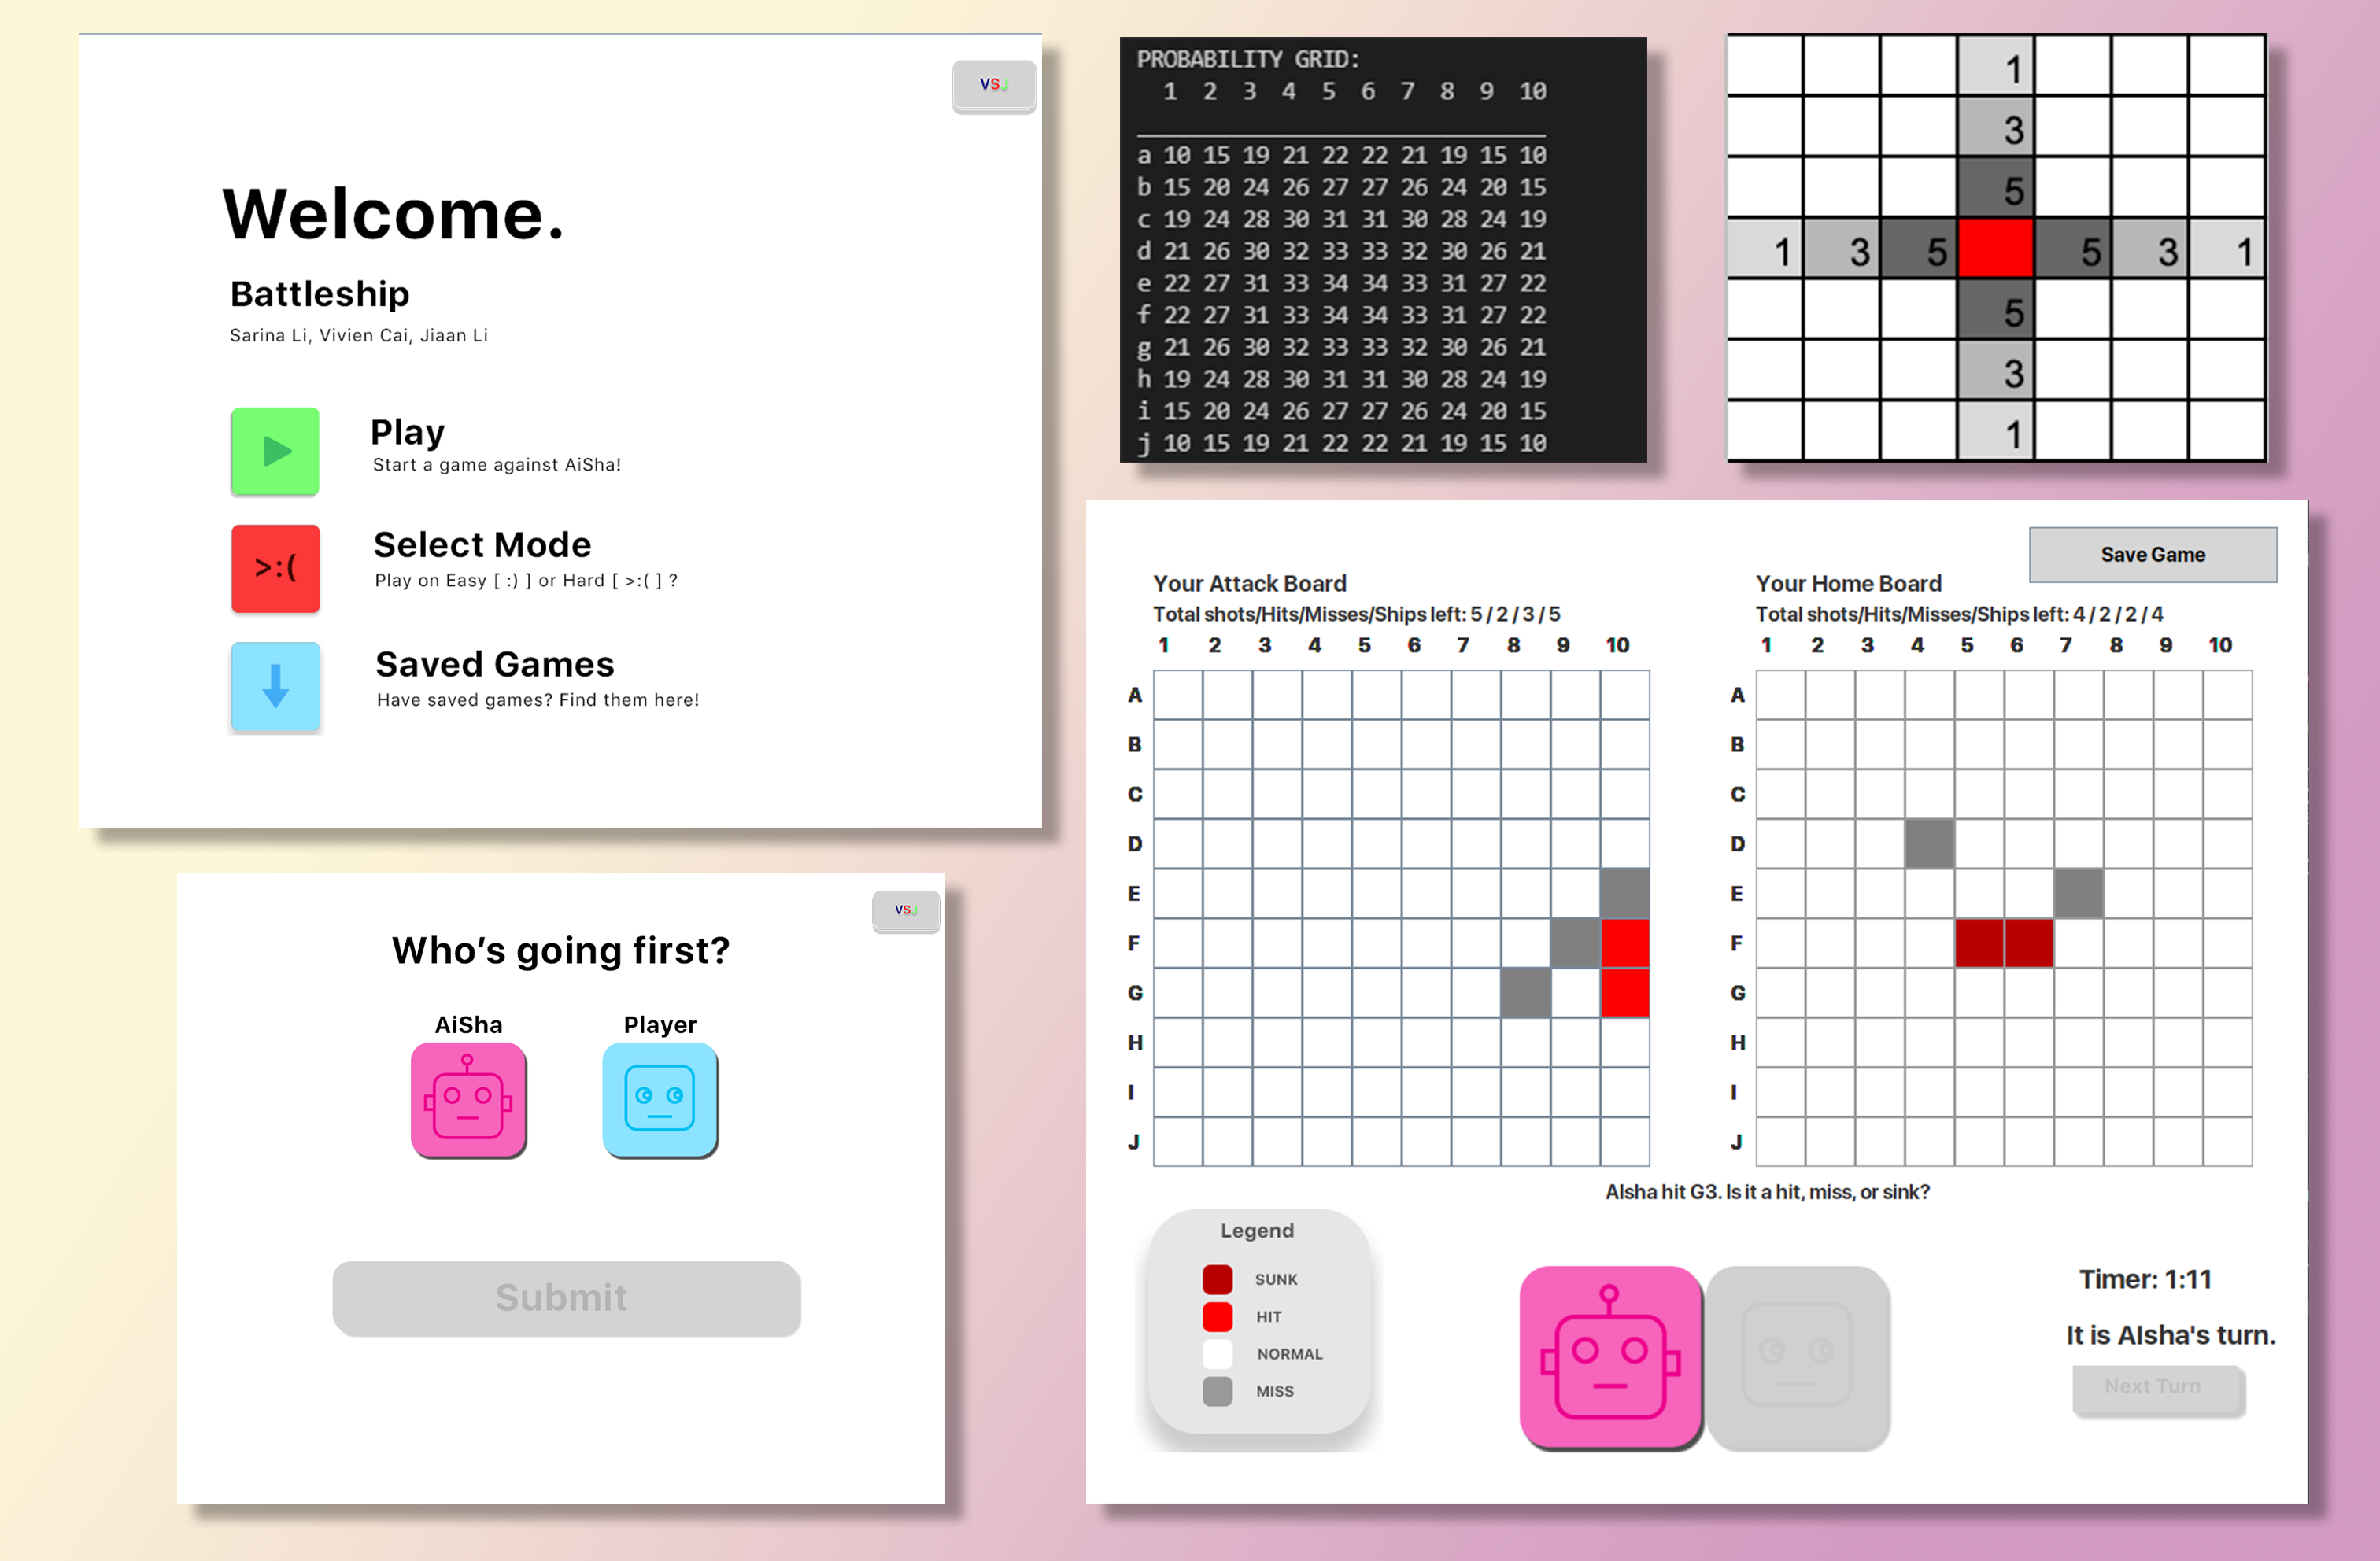 VSJ
Welcome.
Battleship
Sarina Li, Vivien Cai, Jiaan Li
Play
Start a game against AiSha!
>:(
Select Mode
Play on Easy [ :) ] or Hard [ >:( ] ?
Saved Games
Have saved games? Find them here!
PROBABILITY GRID:
1 2 3 4 5 6 7 8 9 10
a 10 15 19 21 22 22 21 19 15 10
b 15 20 24 26 27 27 26 24 20 15
c 19 24 28 30 31 31 30 28 24 19
d 21 26 30 32 33 33 32 30 26 21
e 22 27 31 33 34 34 33 31 27 22
f 22 27 31 33 34 34 33 31 27 22
g 21 26 30 32 33 33 32 30 26 21
h 19 24 28 30 31 31 30 28 24 19
i 15 20 24 26 27 27 26 24 20 15
j 10 15 19 21 22 22 21 19 15 10
1
3
5
1 3 5 5 3 1
5
3
1
VSJ
Who's going first?
AiSha Player
Submit
Save Game
Your Attack Board
Total shots/Hits/Misses/Ships left: 5 / 2 / 3 / 5
1 2 3 4 5 6 7 8 9 10
A
B
C
D
E
F
G
H
I
J
Your Home Board
Total shots/Hits/Misses/Ships left: 4 / 2 / 2 / 4
1 2 3 4 5 6 7 8 9 10
A
B
C
D
E
F
G
H
I
J
AIsha hit G3. Is it a hit, miss, or sink?
Legend
SUNK
HIT
NORMAL
MISS
Timer: 1:11
It is AIsha's turn.
Next Turn